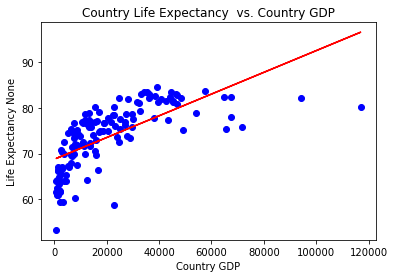 Country Life Expectancy  vs. Country GDP
90
80
70
60
Life Expectancy None
0 20000 40000 60000 80000 100000 120000
Country GDP